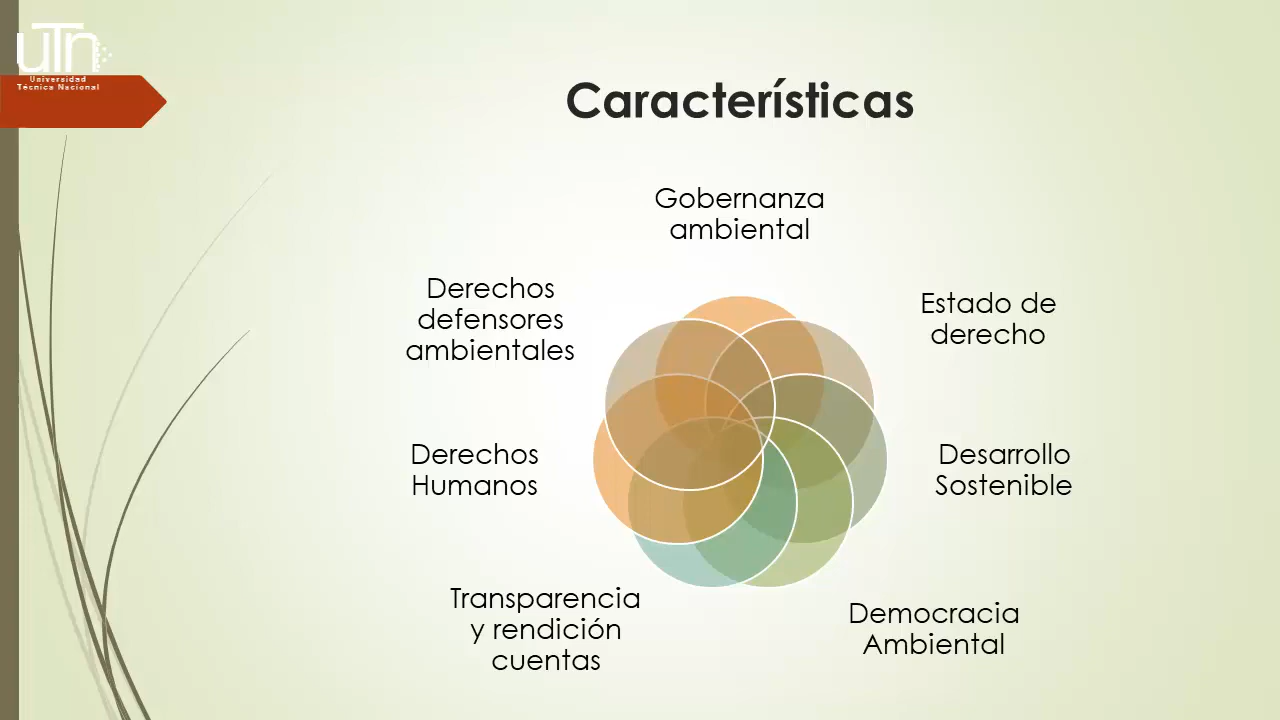 uTn
Universidad
Técnica Nacional
Características
Gobernanza
ambiental
Estado de
derecho
Desarrollo
Sostenible
Democracia
Ambiental
Transparencia
y rendición
cuentas
Derechos
Humanos
Derechos
defensores
ambientales